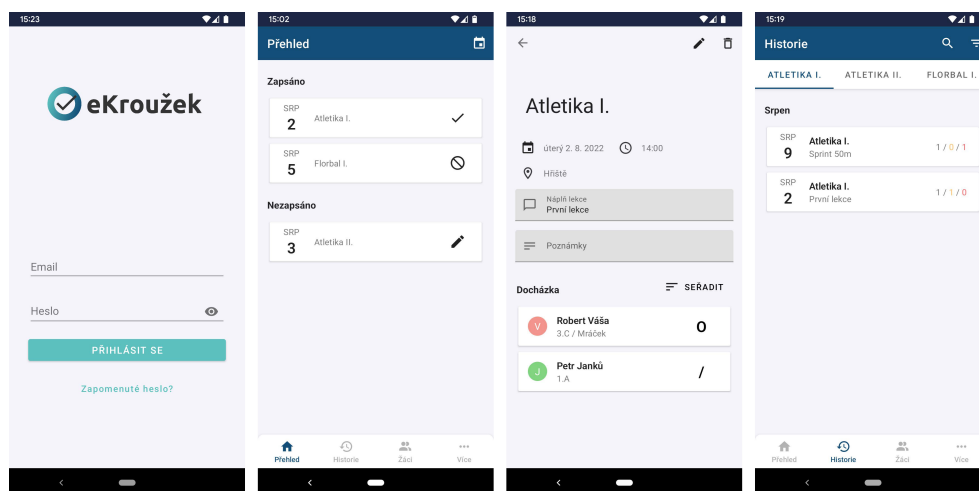 15:23
eKroužek
Email
Heslo
PŘIHLÁSIT SE
Zapomenuté heslo?
15:02
Přehled
Zapsáno
SRP
2
Atletika I.
SRP
5
Florbal I.
Nezapsáno
SRP
3
Atletika II.
Přehled
Historie
Žáci
Více
15:18
Atletika I.
úterý 2. 8. 2022
14:00
Hřiště
Náplň lekce
První lekce
Poznámky
Docházka
SEŘADIT
V
Robert Váša
3.C / Mráček
O
J
Petr Janků
1.A
/
15:19
Historie
ATLETIKA I.
ATLETIKA II.
FLORBAL I.
Srpen
SRP
9
Atletika I.
Sprint 50m
1 / 0 / 1
SRP
2
Atletika I.
První lekce
1 / 1 / 0
Přehled
Historie
Žáci
Více